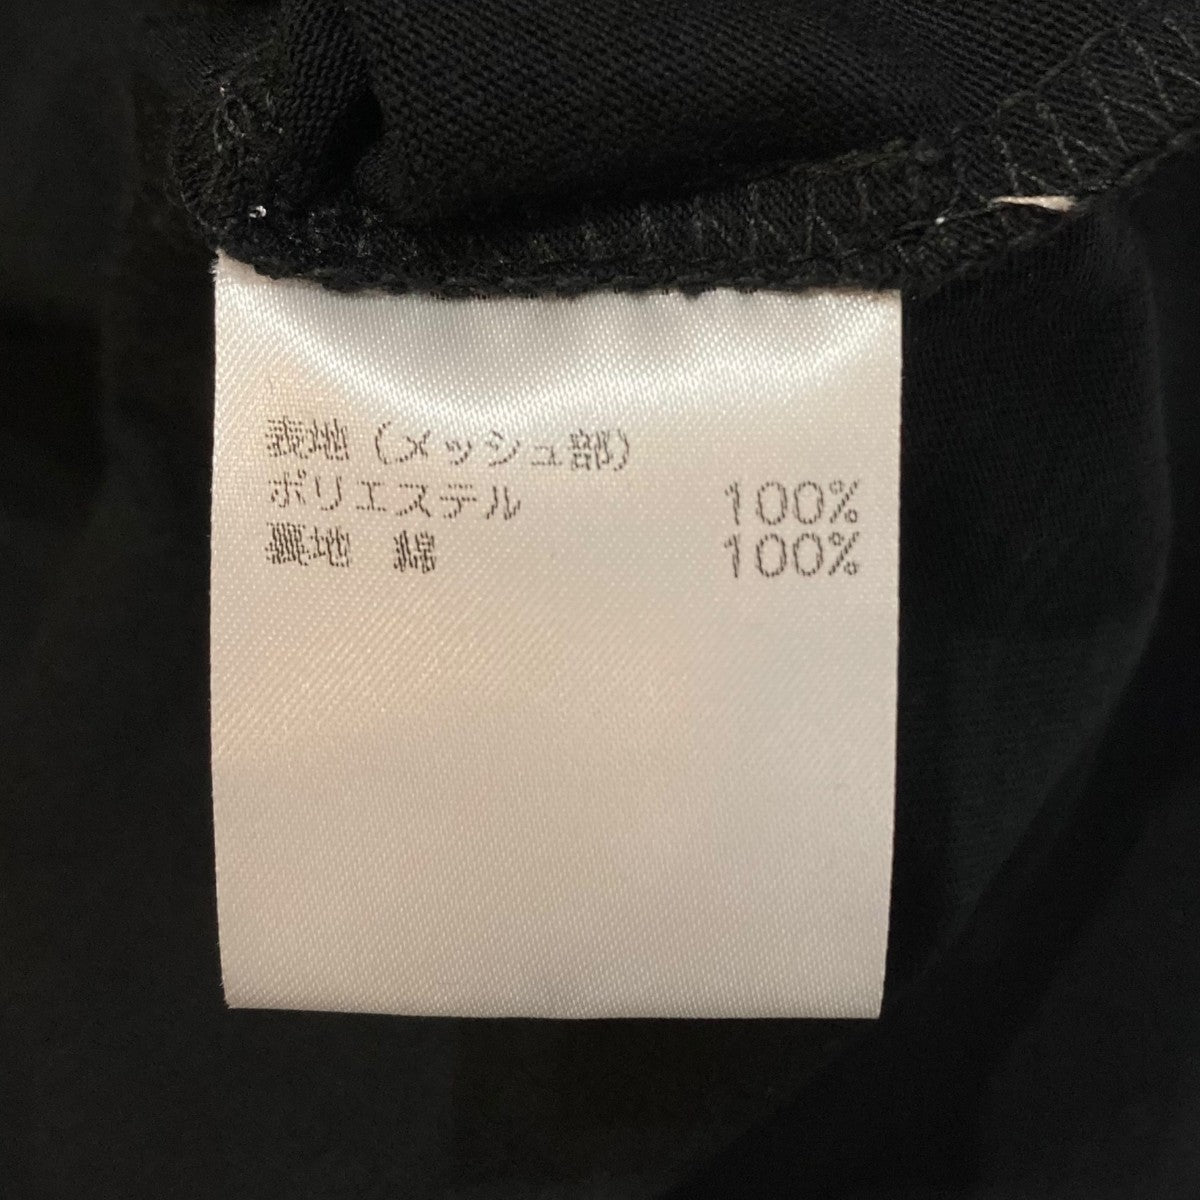 表地(メッシュ部)
ポリエステル 100%
裏地 綿 100%